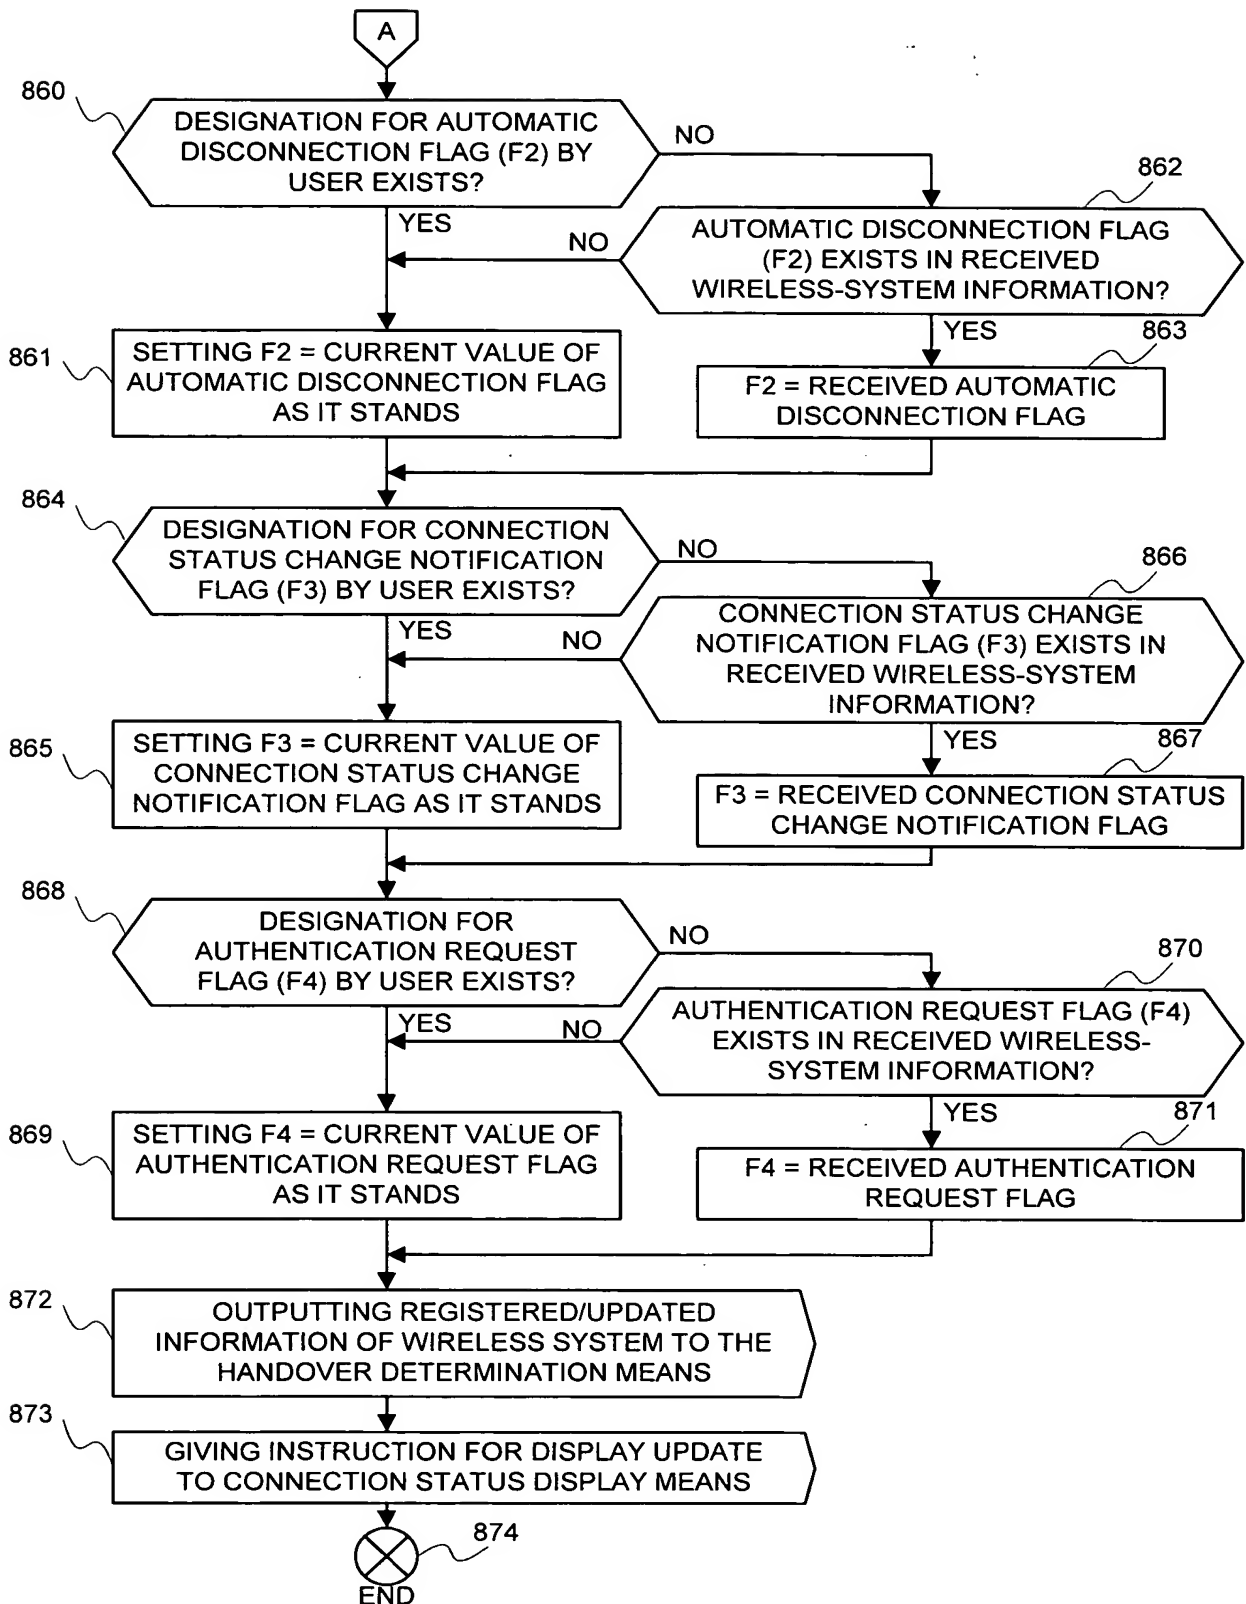 A
860
DESIGNATION FOR AUTOMATIC
DISCONNECTION FLAG (F2) BY
USER EXISTS?
NO
YES
862
AUTOMATIC DISCONNECTION FLAG
(F2) EXISTS IN RECEIVED
WIRELESS-SYSTEM INFORMATION?
NO
YES
861
SETTING F2 = CURRENT VALUE OF
AUTOMATIC DISCONNECTION FLAG
AS IT STANDS
863
F2 = RECEIVED AUTOMATIC
DISCONNECTION FLAG
864
DESIGNATION FOR CONNECTION
STATUS CHANGE NOTIFICATION
FLAG (F3) BY USER EXISTS?
NO
YES
866
CONNECTION STATUS CHANGE
NOTIFICATION FLAG (F3) EXISTS IN
RECEIVED WIRELESS-SYSTEM
INFORMATION?
NO
YES
865
SETTING F3 = CURRENT VALUE OF
CONNECTION STATUS CHANGE
NOTIFICATION FLAG AS IT STANDS
867
F3 = RECEIVED CONNECTION STATUS
CHANGE NOTIFICATION FLAG
868
DESIGNATION FOR
AUTHENTICATION REQUEST
FLAG (F4) BY USER EXISTS?
NO
YES
870
AUTHENTICATION REQUEST FLAG (F4)
EXISTS IN RECEIVED WIRELESS-
SYSTEM INFORMATION?
NO
YES
869
SETTING F4 = CURRENT VALUE OF
AUTHENTICATION REQUEST FLAG
AS IT STANDS
871
F4 = RECEIVED AUTHENTICATION
REQUEST FLAG
872
OUTPUTTING REGISTERED/UPDATED
INFORMATION OF WIRELESS SYSTEM TO THE
HANDOVER DETERMINATION MEANS
873
GIVING INSTRUCTION FOR DISPLAY UPDATE
TO CONNECTION STATUS DISPLAY MEANS
874
END